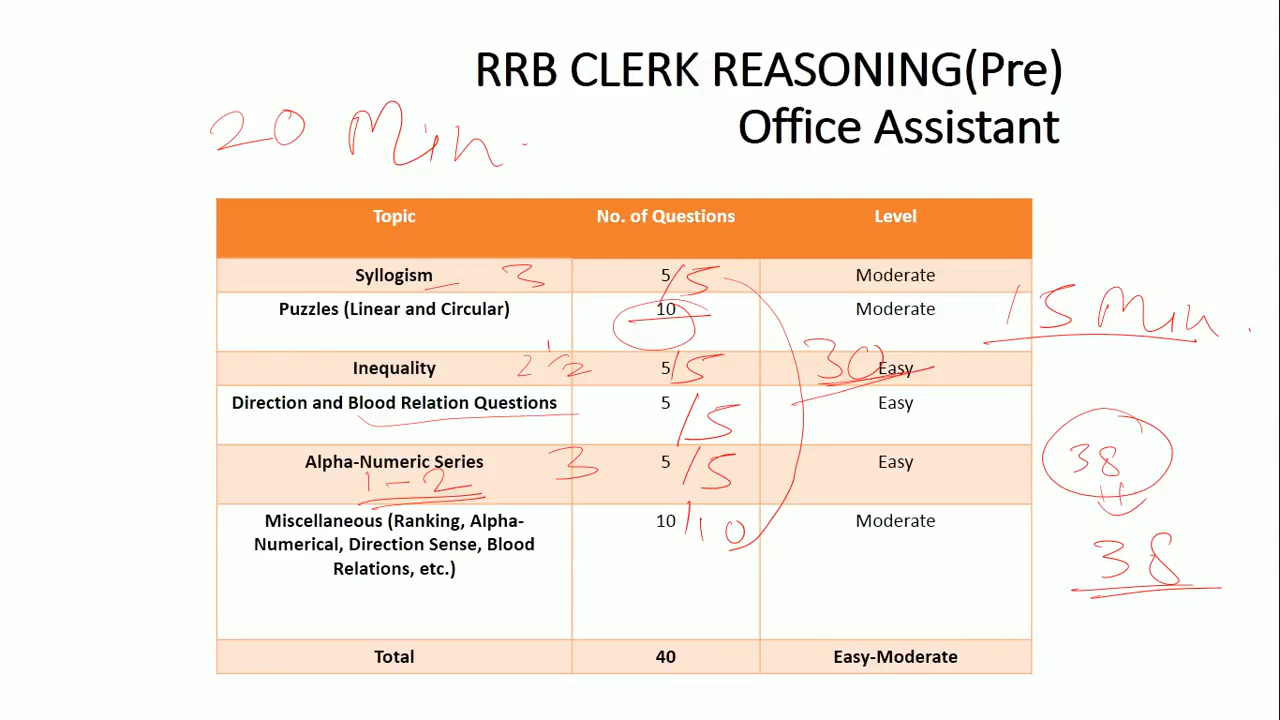 RRB CLERK REASONING(Pre)
Office Assistant
20 Min.
Topic No. of Questions Level
Syllogism 3 5 /5 Moderate
Puzzles (Linear and Circular) 10 Moderate
15 Min.
Inequality 2 1/2 5 /5 30 Easy
Direction and Blood Relation Questions 5 /5 Easy
Alpha-Numeric Series 3 5 /5 Easy
1-2
38
Miscellaneous (Ranking, Alpha- 10 /10 Moderate
Numerical, Direction Sense, Blood
Relations, etc.)
38
Total 40 Easy-Moderate